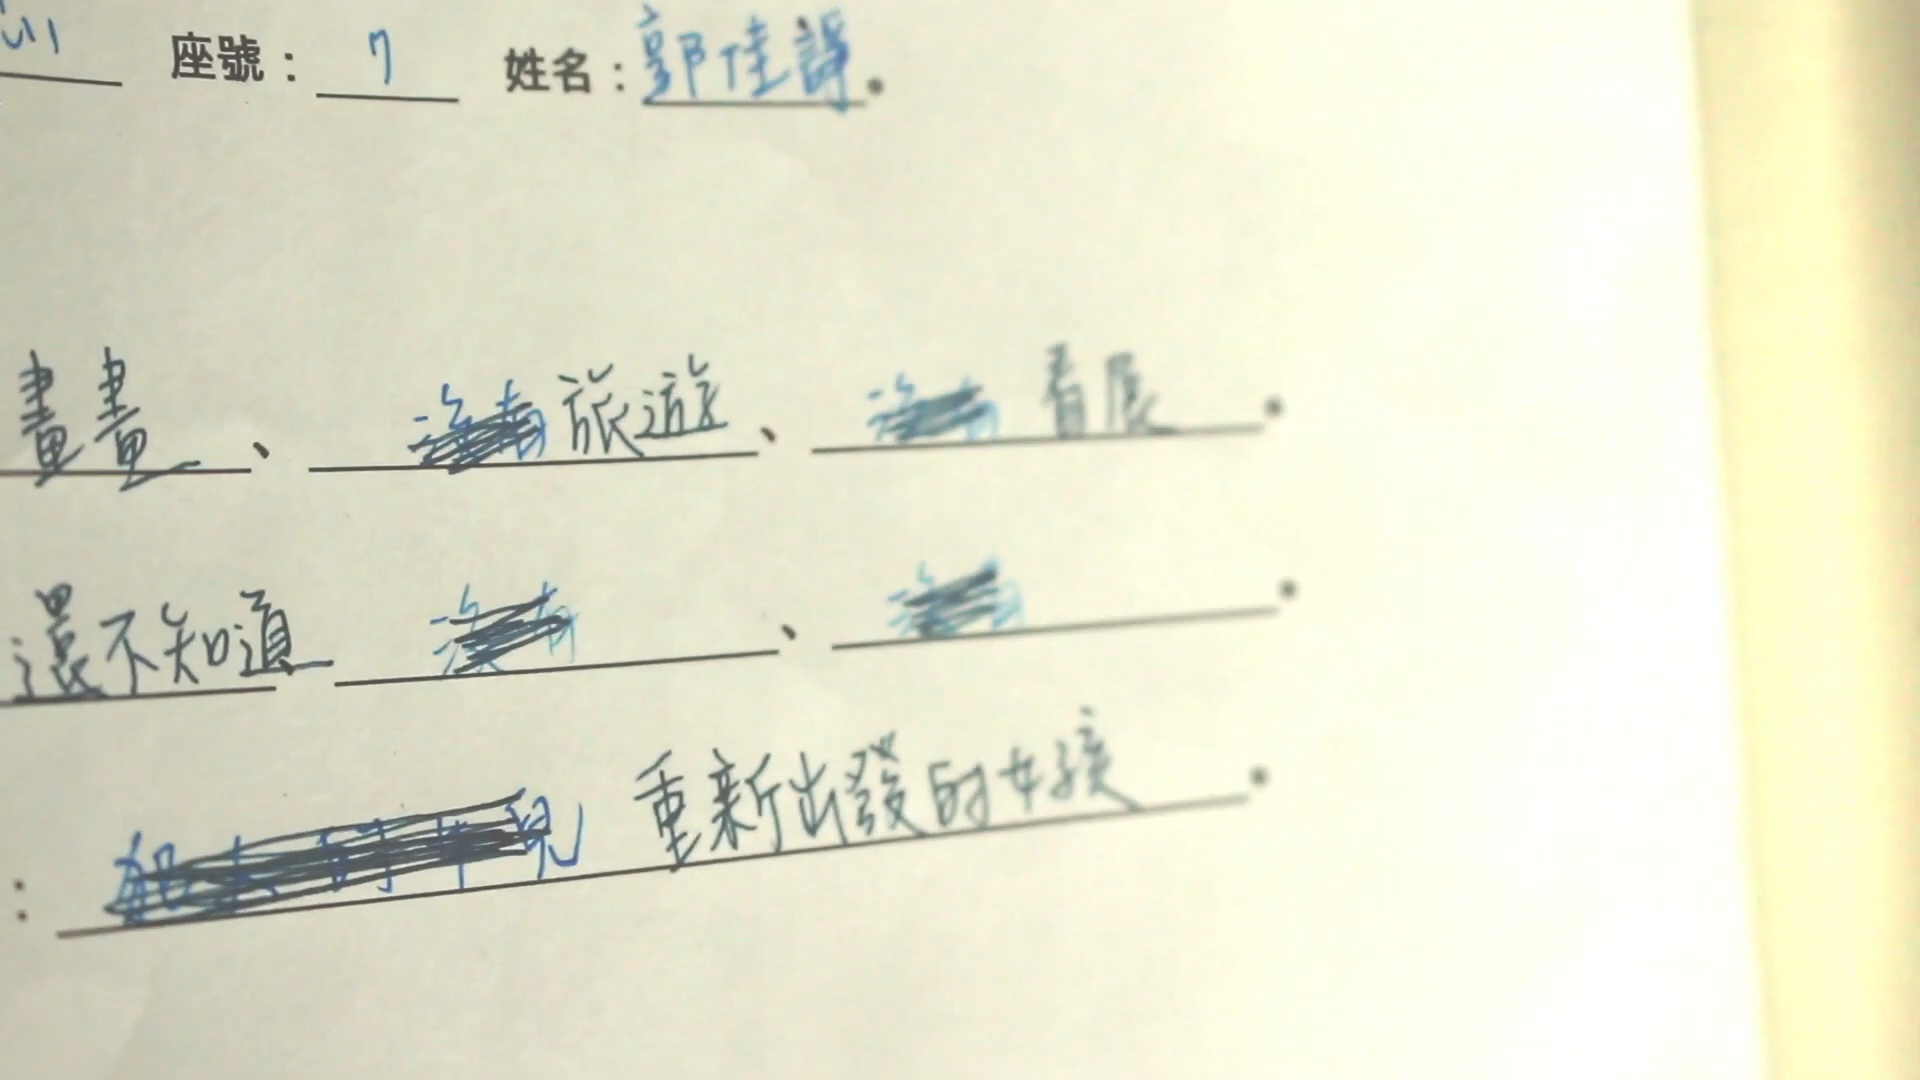 座號：7 姓名：郭佳諄。
畫畫、旅遊、看展。
還不知道、。
：重新出發的女孩。